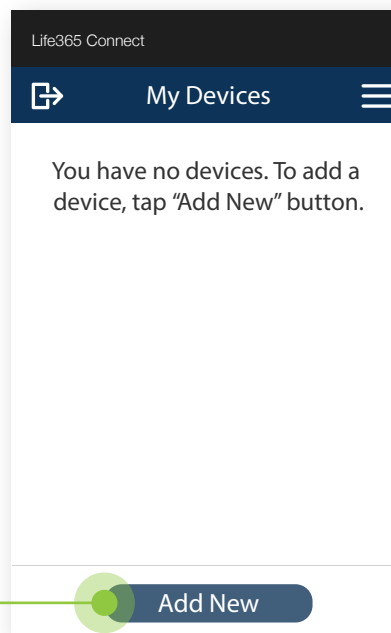 Life365 Connect
My Devices
You have no devices. To add a
device, tap “Add New” button.
Add New